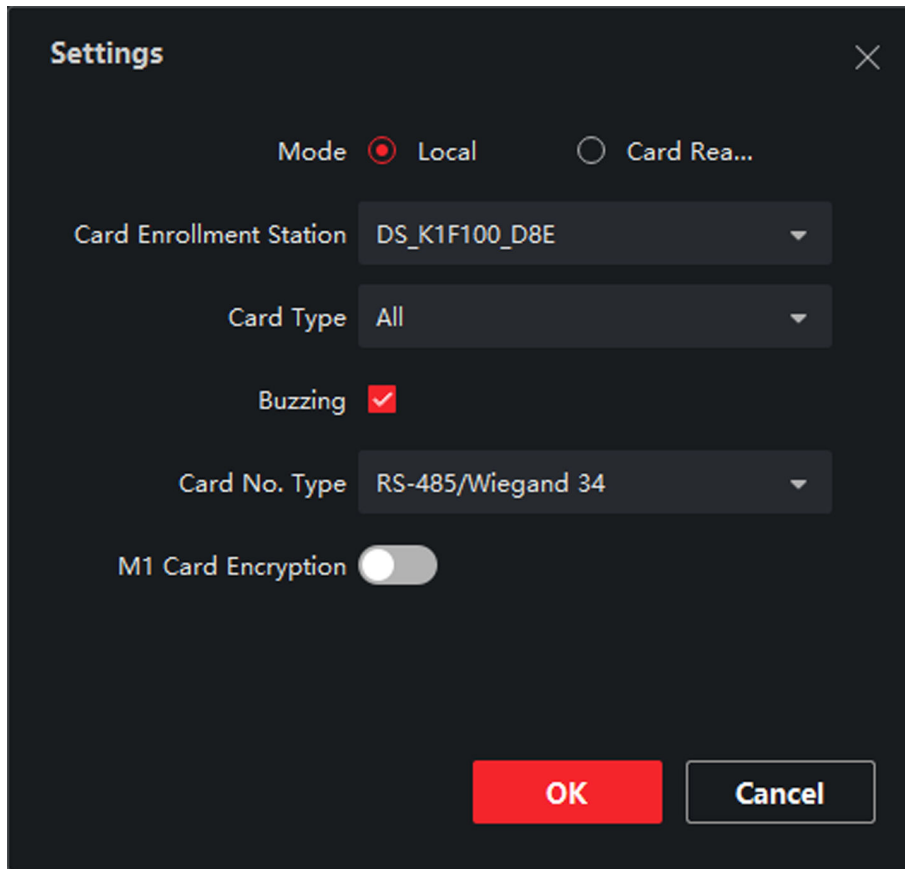 Settings
Mode Local Card Rea...
Card Enrollment Station DS_K1F100_D8E
Card Type All
Buzzing
Card No. Type RS-485/Wiegand 34
M1 Card Encryption
OK Cancel